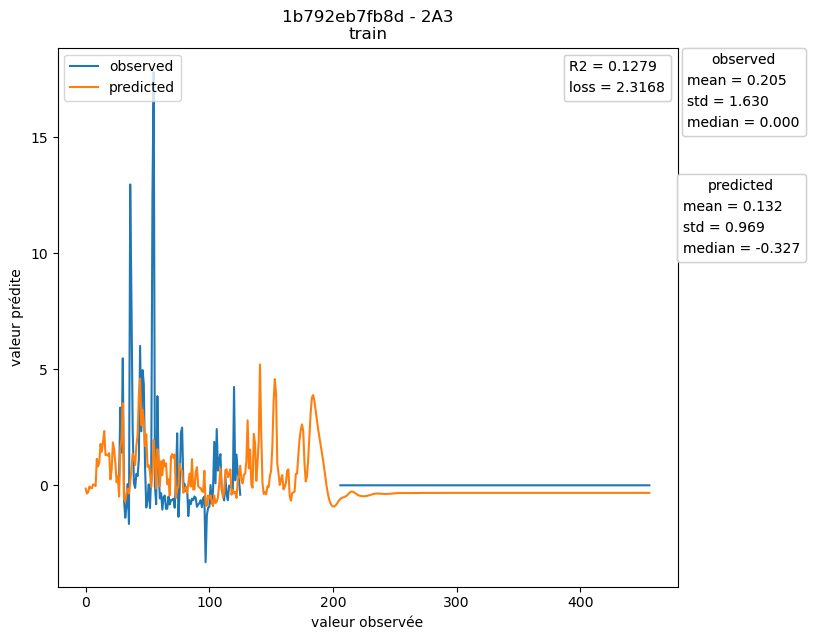 1b792eb7fb8d - 2A3
train
observed
predicted
R2 = 0.1279
loss = 2.3168
observed
mean = 0.205
std = 1.630
median = 0.000
predicted
mean = 0.132
std = 0.969
median = -0.327
valeur prédite
15
10
5
0
0
100
200
300
400
valeur observée